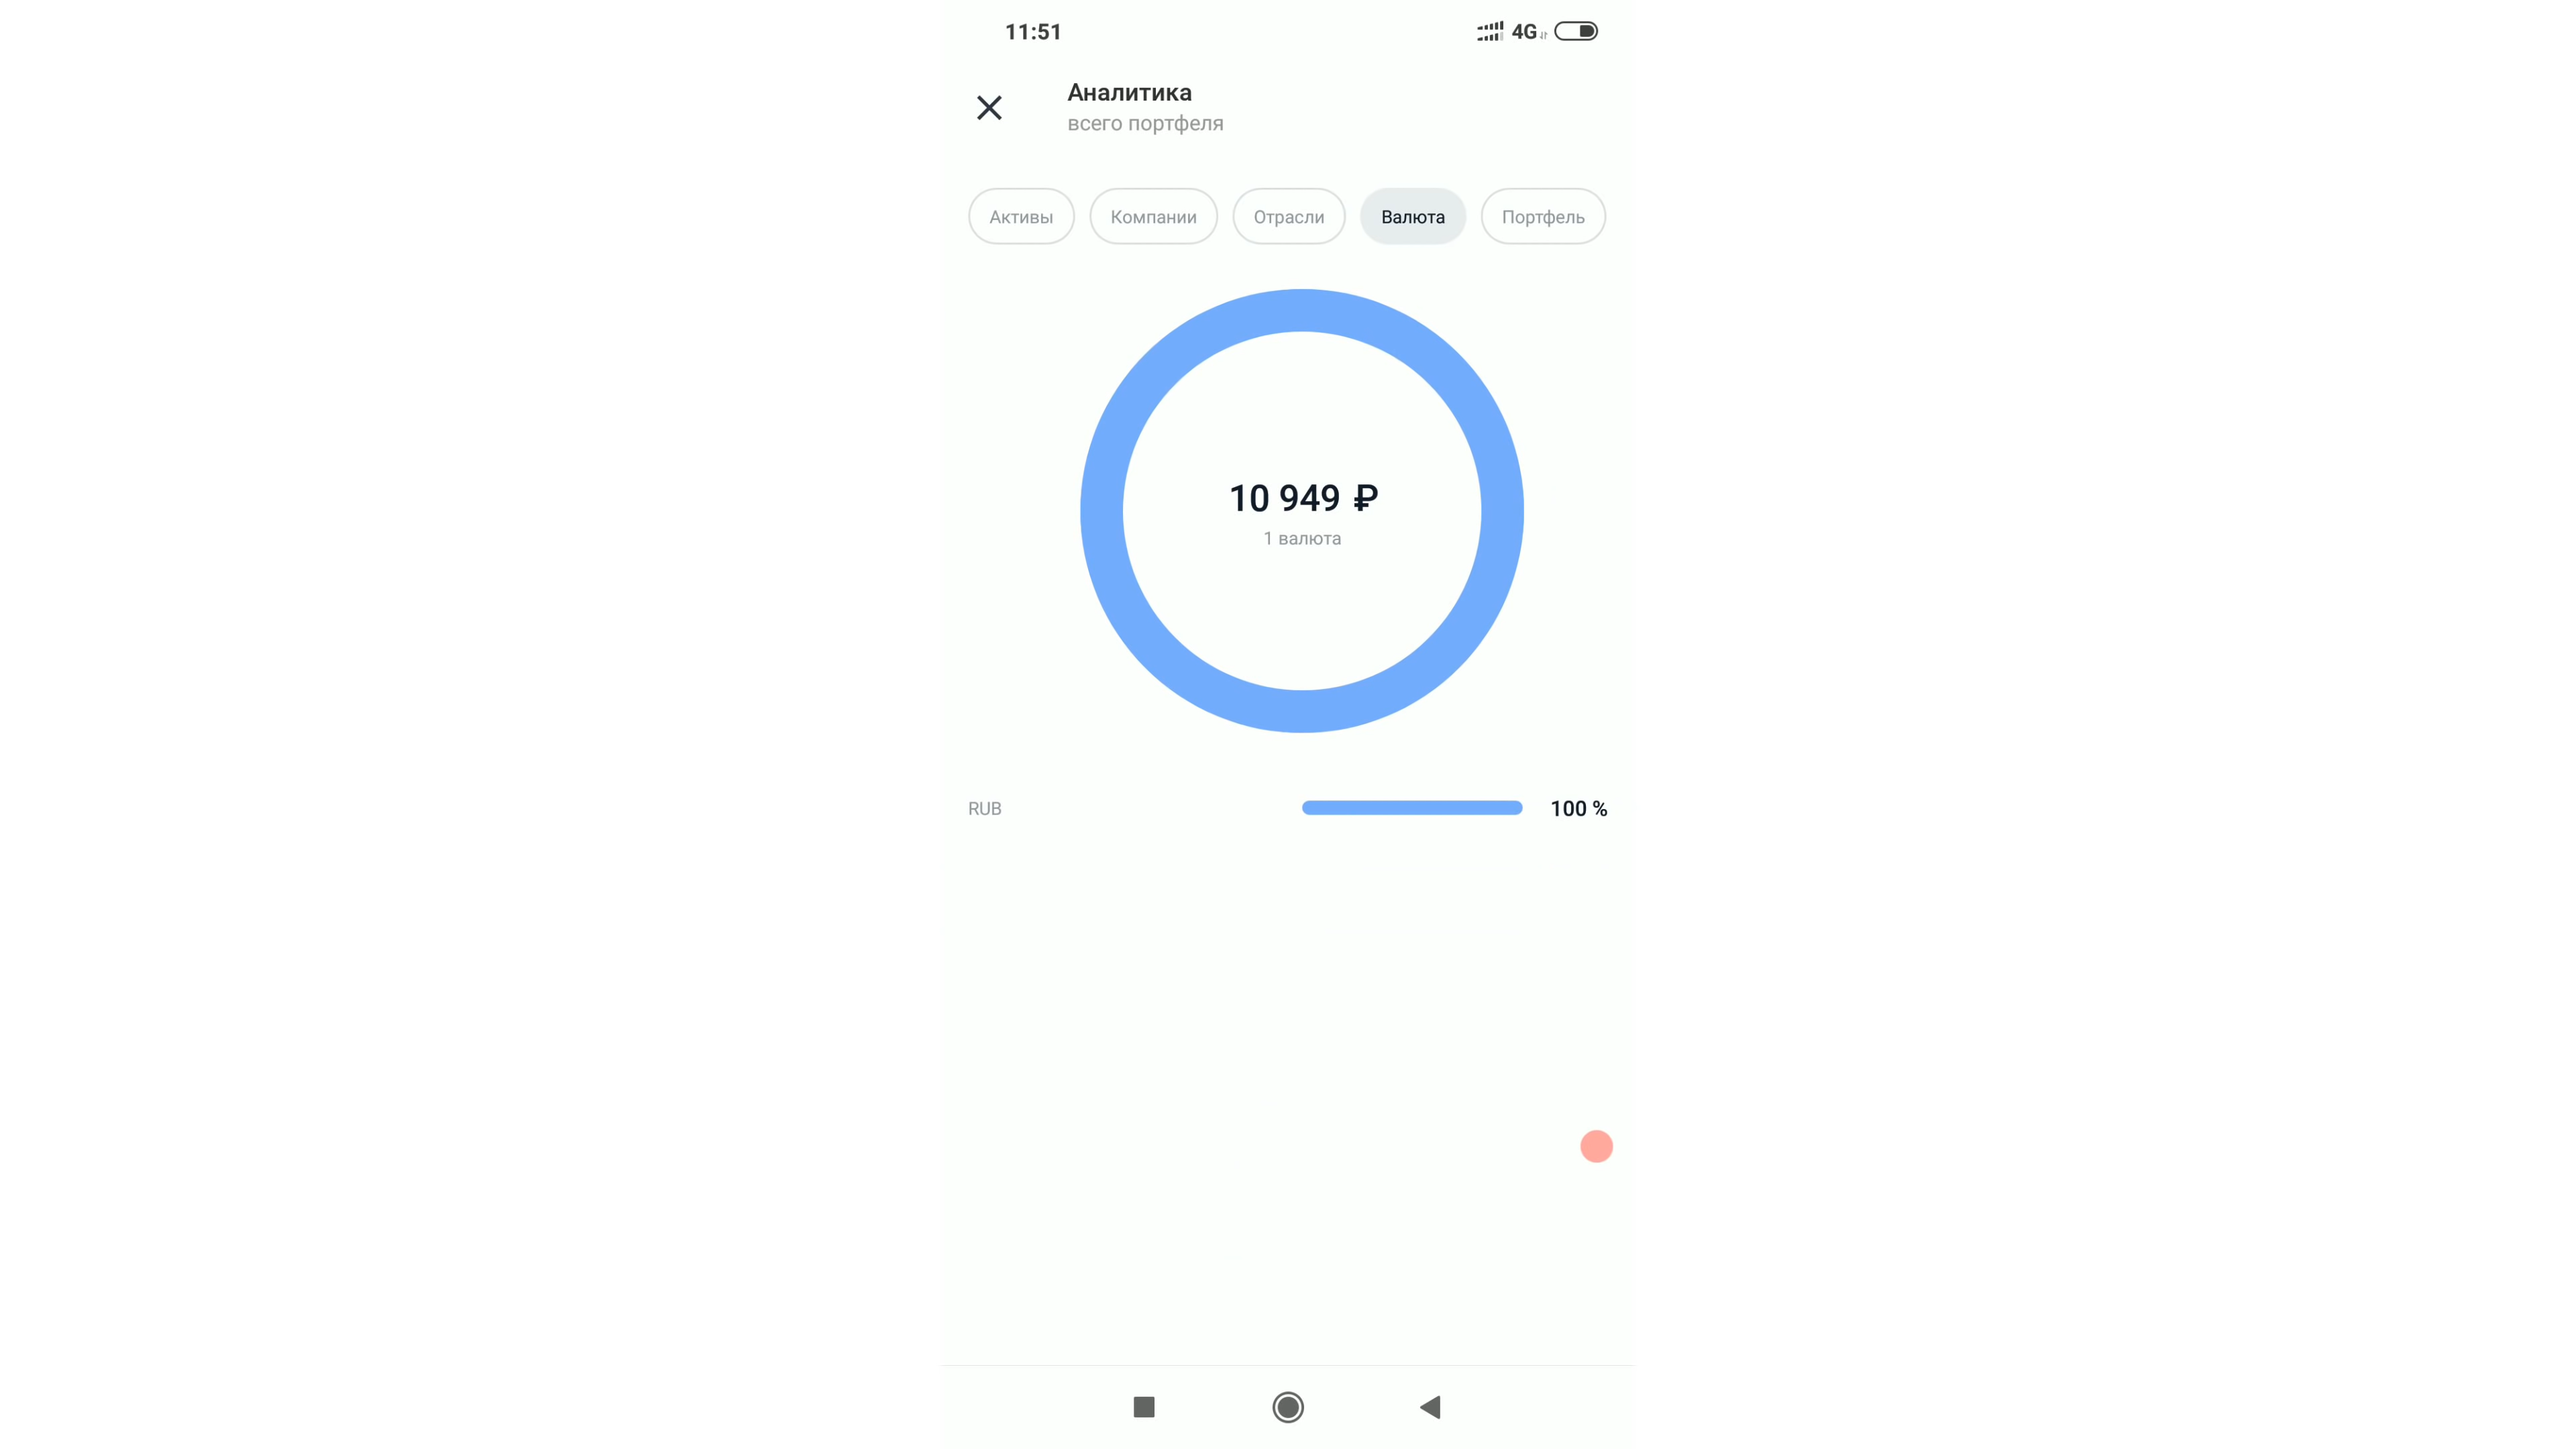 11:51
4G
Аналитика
всего портфеля
Активы Компании Отрасли Валюта Портфель
10 949 ₽
1 валюта
RUB 100 %